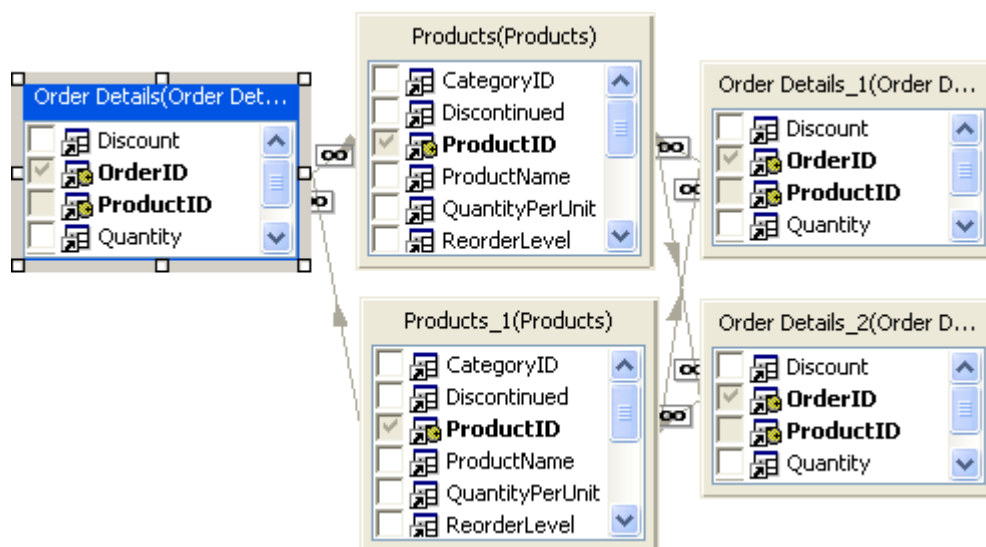 Products(Products)
CategoryID
Discontinued
ProductID
ProductName
QuantityPerUnit
ReorderLevel
Order Details(Order Det...
Discount
OrderID
ProductID
Quantity
Order Details_1(Order D...
Discount
OrderID
ProductID
Quantity
Products_1(Products)
CategoryID
Discontinued
ProductID
ProductName
QuantityPerUnit
ReorderLevel
Order Details_2(Order D...
Discount
OrderID
ProductID
Quantity